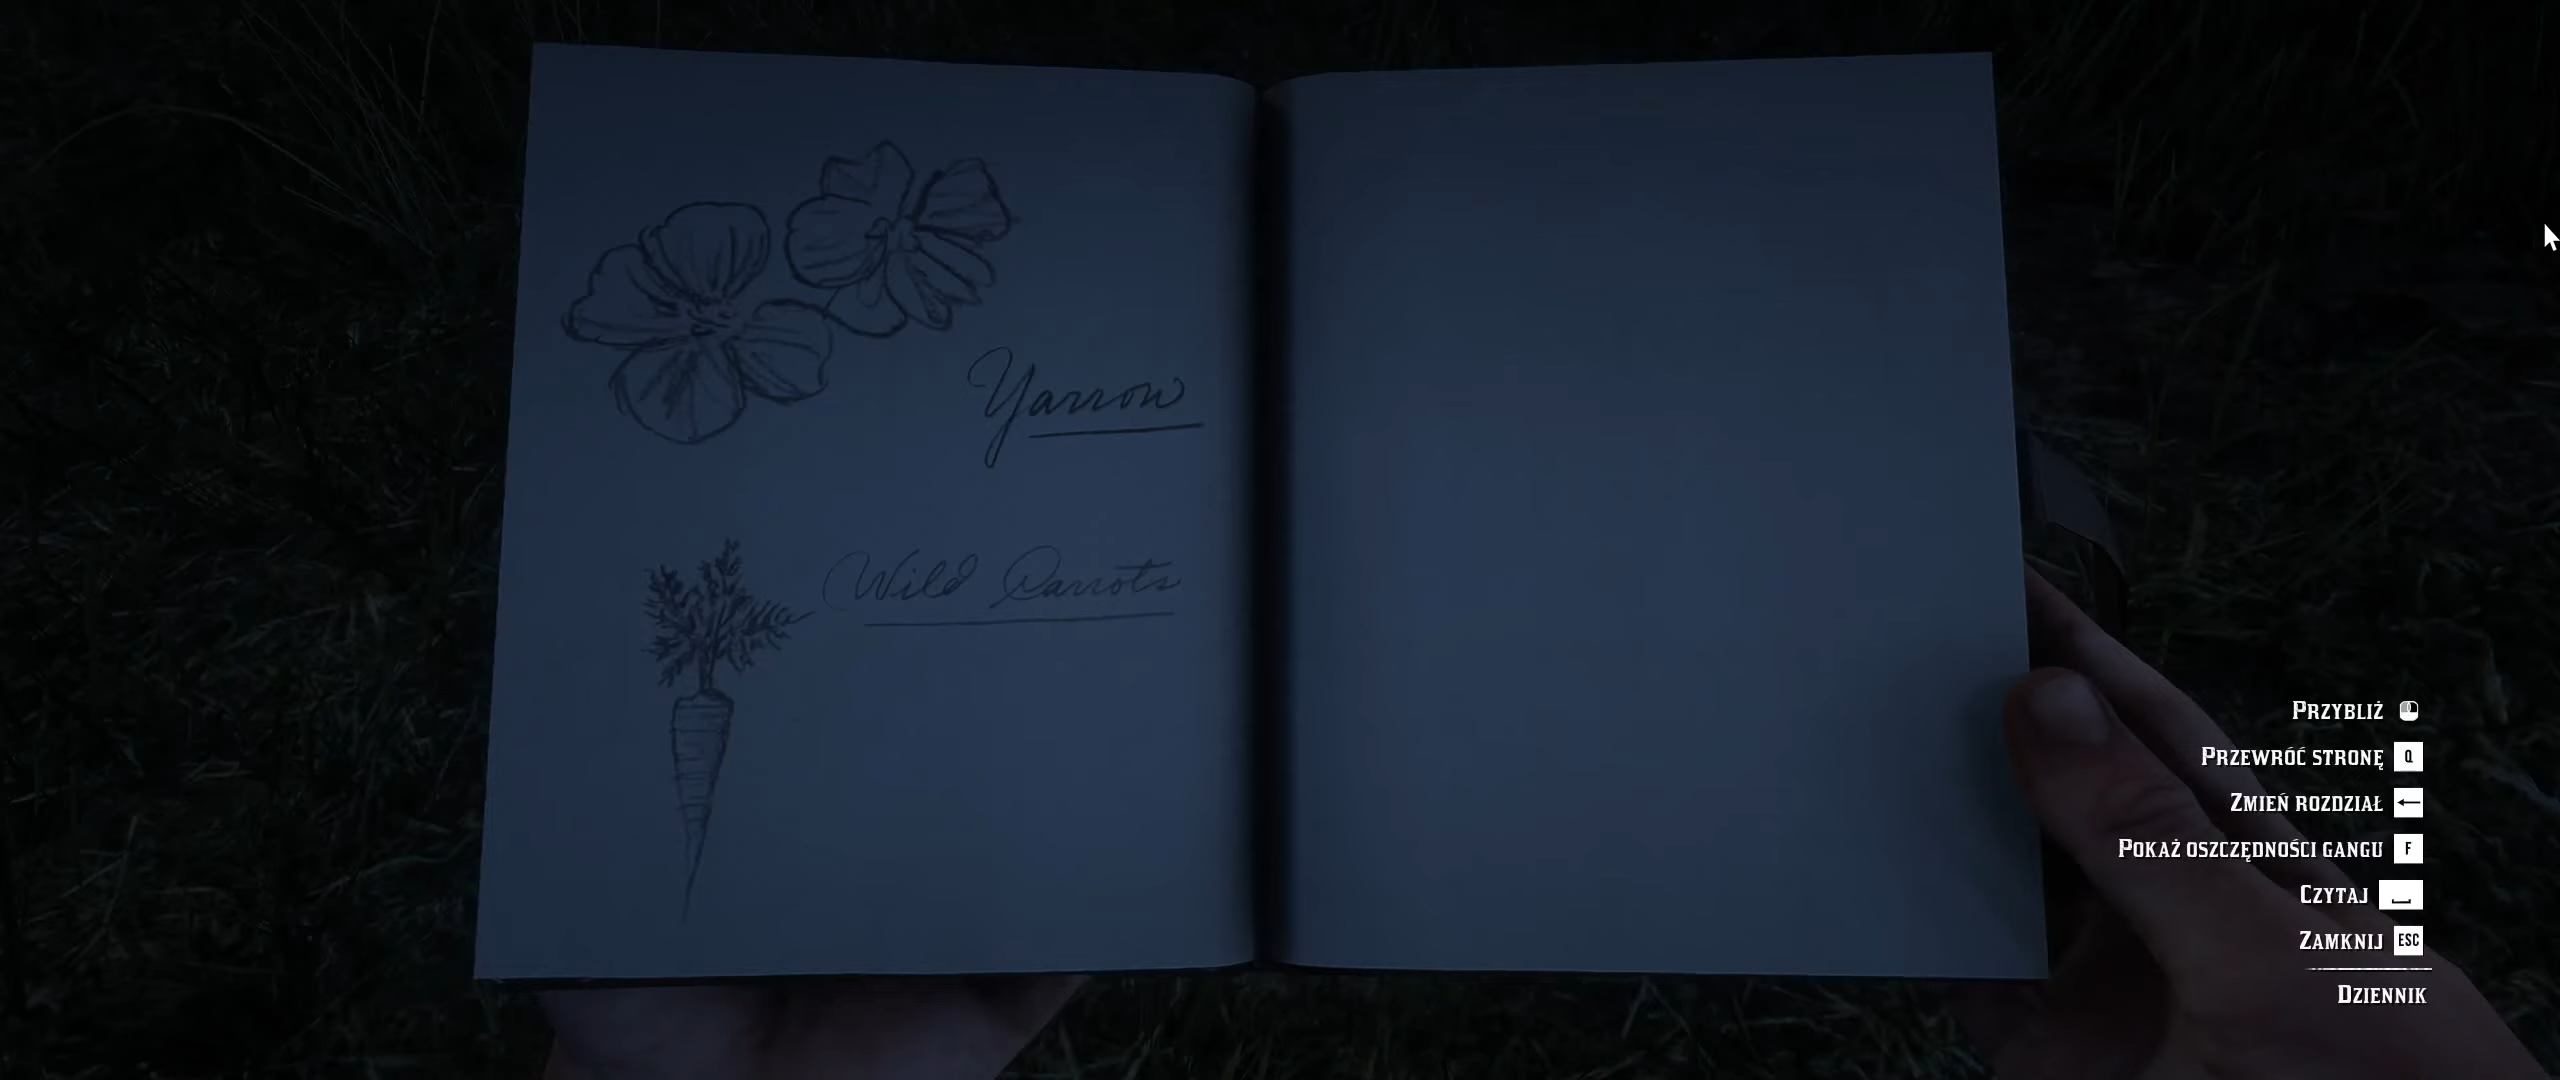 Yarrow
Wild Carrots
PRZYBLIŻ
PRZEWRÓĆ STRONĘ Q
ZMIEŃ ROZDZIAŁ ←
POKAŻ OSZCZĘDNOŚCI GANGU F
CZYTAJ
ZAMKNIJ ESC
DZIENNIK